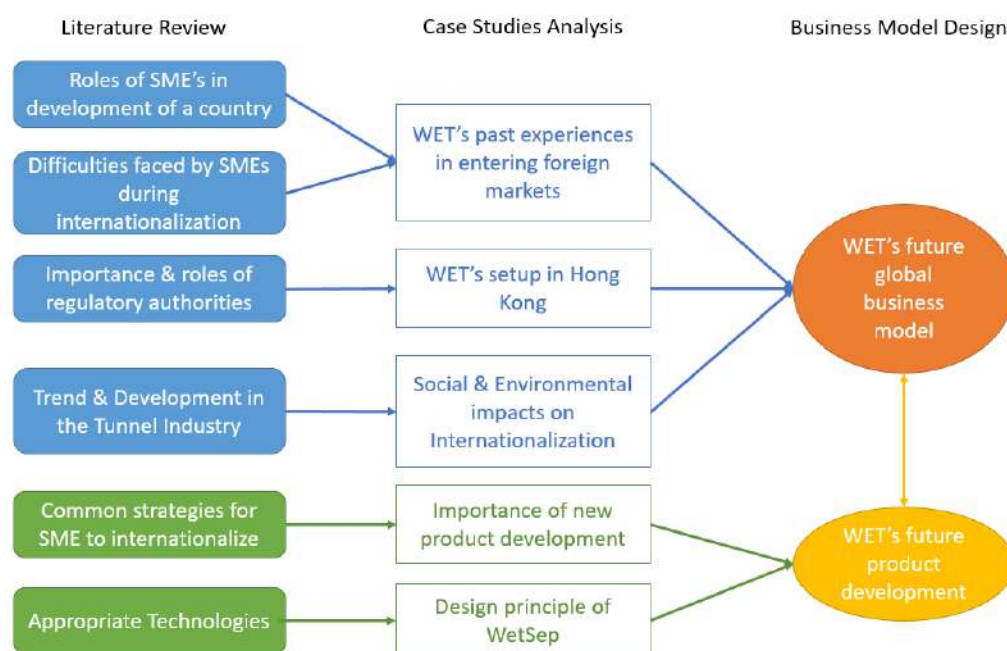 Literature Review
Case Studies Analysis
Business Model Design
Roles of SME's in
development of a country
Difficulties faced by SMEs
during
internationalization
Importance & roles of
regulatory authorities
Trend & Development in
the Tunnel Industry
Common strategies for
SME to internationalize
Appropriate Technologies
WET's past experiences
in entering foreign
markets
WET's setup in Hong
Kong
Social & Environmental
impacts on
Internationalization
Importance of new
product development
Design principle of
WetSep
WET's future
global
business
model
WET's future
product
development